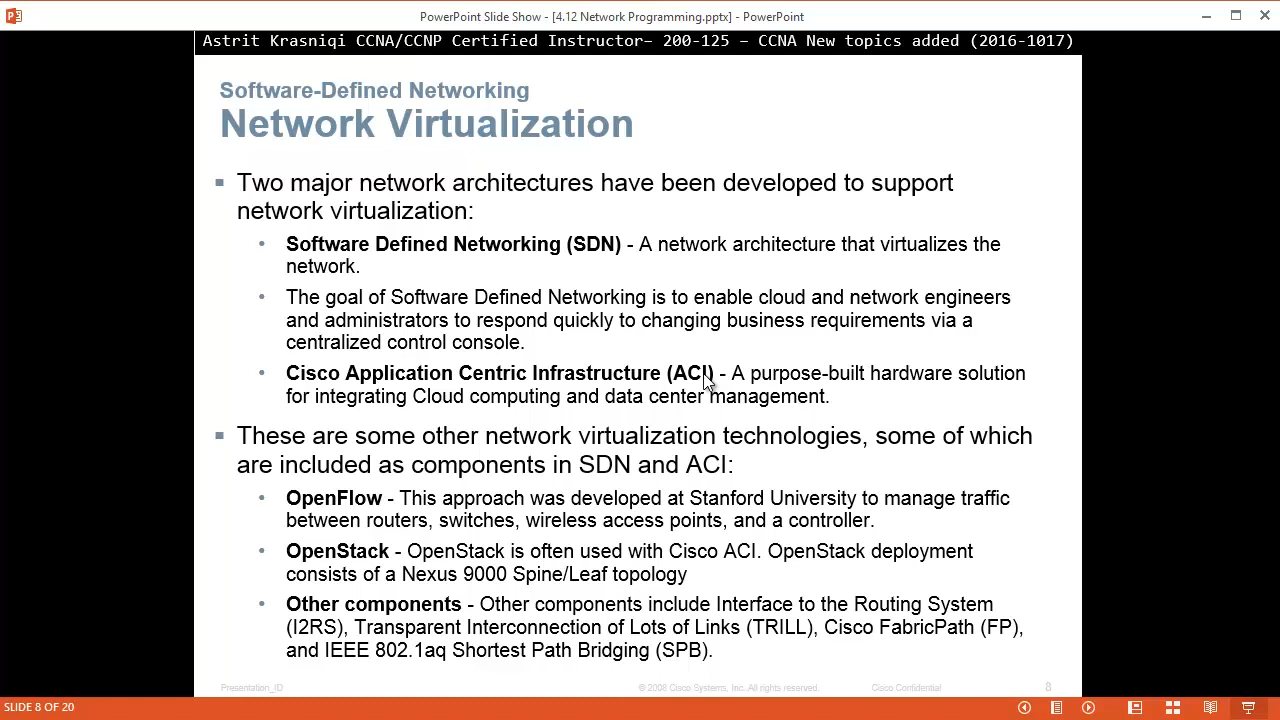 PowerPoint Slide Show - [4.12 Network Programming.pptx] - PowerPoint
Astrit Krasniqi CCNA/CCNP Certified Instructor– 200-125 – CCNA New topics added (2016-1017)
Software-Defined Networking
Network Virtualization
Two major network architectures have been developed to support
network virtualization:
Software Defined Networking (SDN) - A network architecture that virtualizes the
network.
The goal of Software Defined Networking is to enable cloud and network engineers
and administrators to respond quickly to changing business requirements via a
centralized control console.
Cisco Application Centric Infrastructure (ACI) - A purpose-built hardware solution
for integrating Cloud computing and data center management.
These are some other network virtualization technologies, some of which
are included as components in SDN and ACI:
OpenFlow - This approach was developed at Stanford University to manage traffic
between routers, switches, wireless access points, and a controller.
OpenStack - OpenStack is often used with Cisco ACI. OpenStack deployment
consists of a Nexus 9000 Spine/Leaf topology
Other components - Other components include Interface to the Routing System
(I2RS), Transparent Interconnection of Lots of Links (TRILL), Cisco FabricPath (FP),
and IEEE 802.1aq Shortest Path Bridging (SPB).
Presentation_ID © 2008 Cisco Systems, Inc. All rights reserved. Cisco Confidential 8
SLIDE 8 OF 20